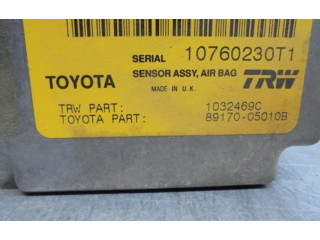 SERIAL 10760230T1
TOYOTA SENSOR ASSY, AIR BAG TRW
MADE IN U.K.
TRW PART: 1032469C
TOYOTA PART: 89170-05010B